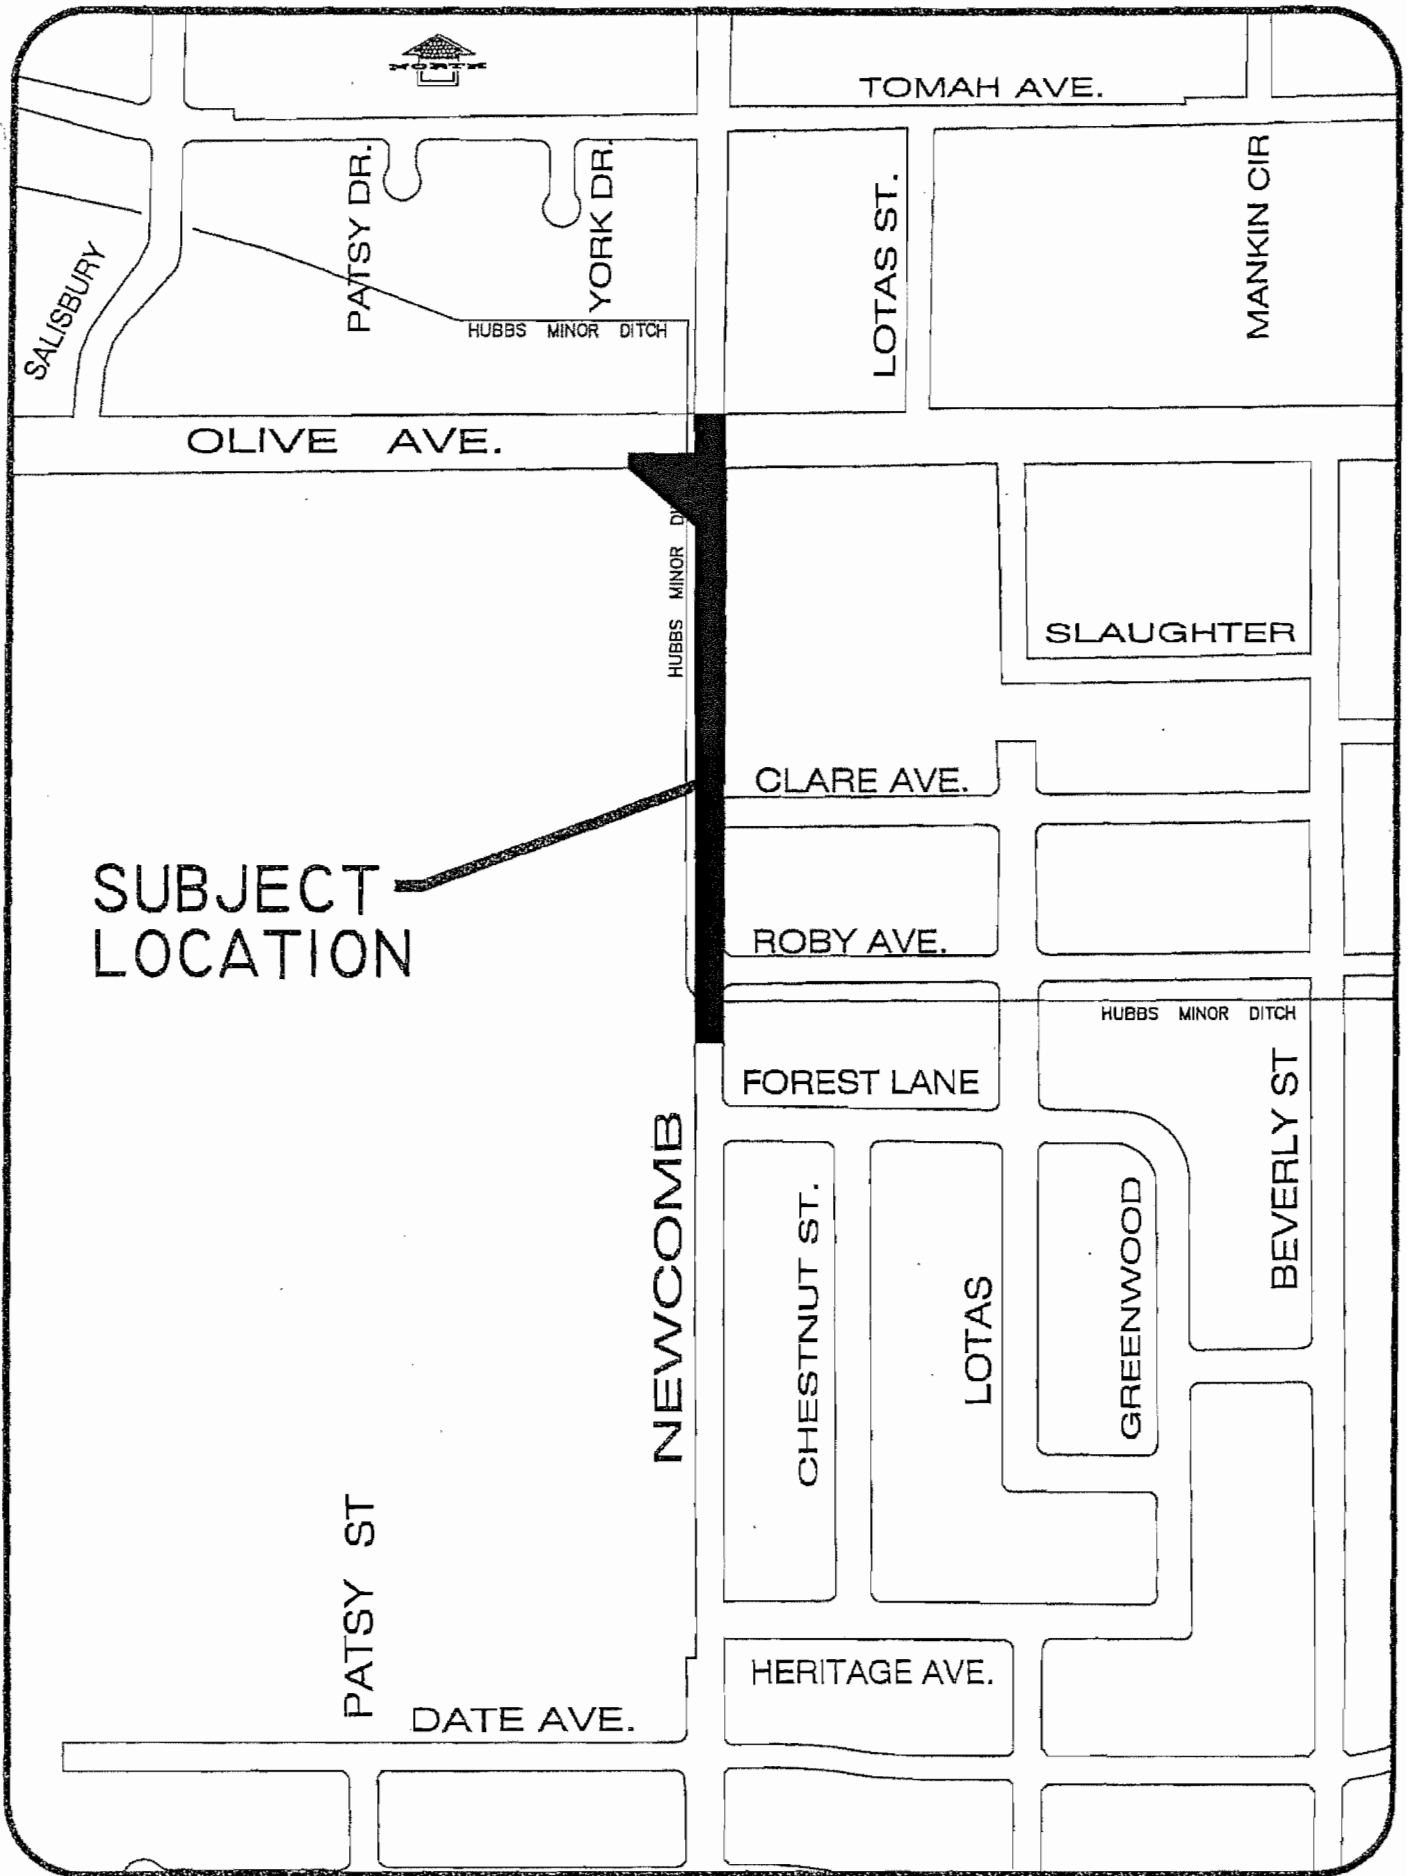 NORTH
TOMAH AVE.
PATSY DR.
YORK DR.
LOTAS ST.
MANKIN CIR
SALISBURY
HUBBS MINOR DITCH
OLIVE AVE.
HUBBS MINOR DI
SLAUGHTER
CLARE AVE.
SUBJECT
LOCATION
ROBY AVE.
HUBBS MINOR DITCH
FOREST LANE
NEWCOMB
CHESTNUT ST.
LOTAS
GREENWOOD
BEVERLY ST
PATSY ST
HERITAGE AVE.
DATE AVE.